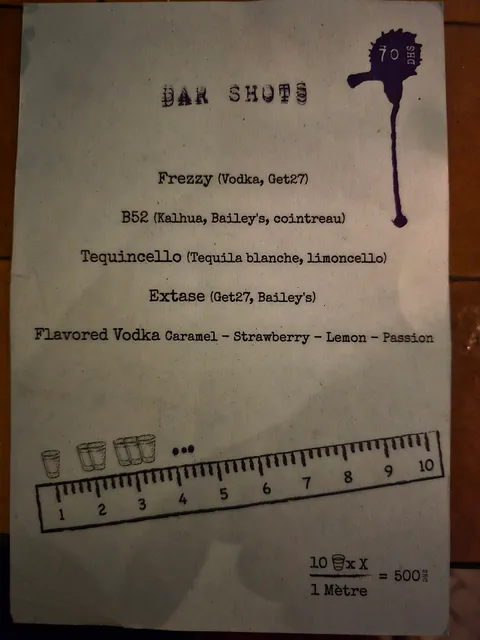 70 DHS
BAR SHOTS
Frezzy (Vodka, Get27)
B52 (Kalhua, Bailey's, cointreau)
Tequincello (Tequila blanche, limoncello)
Extase (Get27, Bailey's)
Flavored Vodka Caramel - Strawberry - Lemon - Passion
1 2 3 4 5 6 7 8 9 10
10 x X
1 Mètre
= 500 DHS